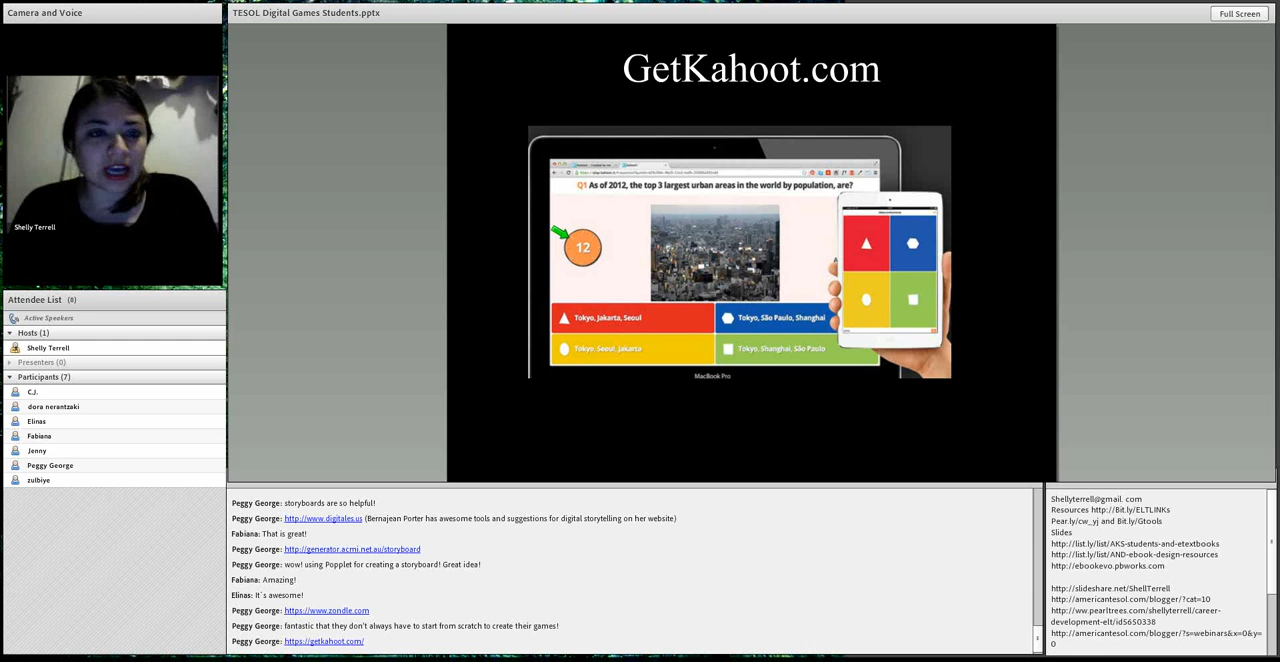 Camera and Voice
Shelly Terrell
Attendee List (8)
Active Speakers
Hosts (1)
Shelly Terrell
Presenters (0)
Participants (7)
C.J.
dora nerantzaki
Elinas
Fabiana
Jenny
Peggy George
zulbiye
TESOL Digital Games Students.pptx
Full Screen
GetKahoot.com
Q1 As of 2012, the top 3 largest urban areas in the world by population, are?
12
Tokyo, Jakarta, Seoul
Tokyo, São Paulo, Shanghai
Tokyo, Seoul, Jakarta
Tokyo, Shanghai, São Paulo
MacBook Pro
Peggy George: storyboards are so helpful!
Peggy George: http://www.digitales.us (Bernajean Porter has awesome tools and suggestions for digital storytelling on her website)
Fabiana: That is great!
Peggy George: http://generator.acmi.net.au/storyboard
Peggy George: wow! using Popplet for creating a storyboard! Great idea!
Fabiana: Amazing!
Elinas: It`s awesome!
Peggy George: https://www.zondle.com
Peggy George: fantastic that they don't always have to start from scratch to create their games!
Peggy George: https://getkahoot.com/
Shellyterrell@gmail. com
Resources http://Bit.ly/ELTLINKs
Pear.ly/cw_yj and Bit.ly/Gtools
Slides
http://list.ly/list/AKS-students-and-etextbooks
http://list.ly/list/AND-ebook-design-resources
http://ebookevo.pbworks.com
http://slideshare.net/ShellTerrell
http://americantesol.com/blogger/?cat=10
http://ww.pearltrees.com/shellyterrell/career-
development-elt/id5650338
http://americantesol.com/blogger/?s=webinars&x=0&y=
0